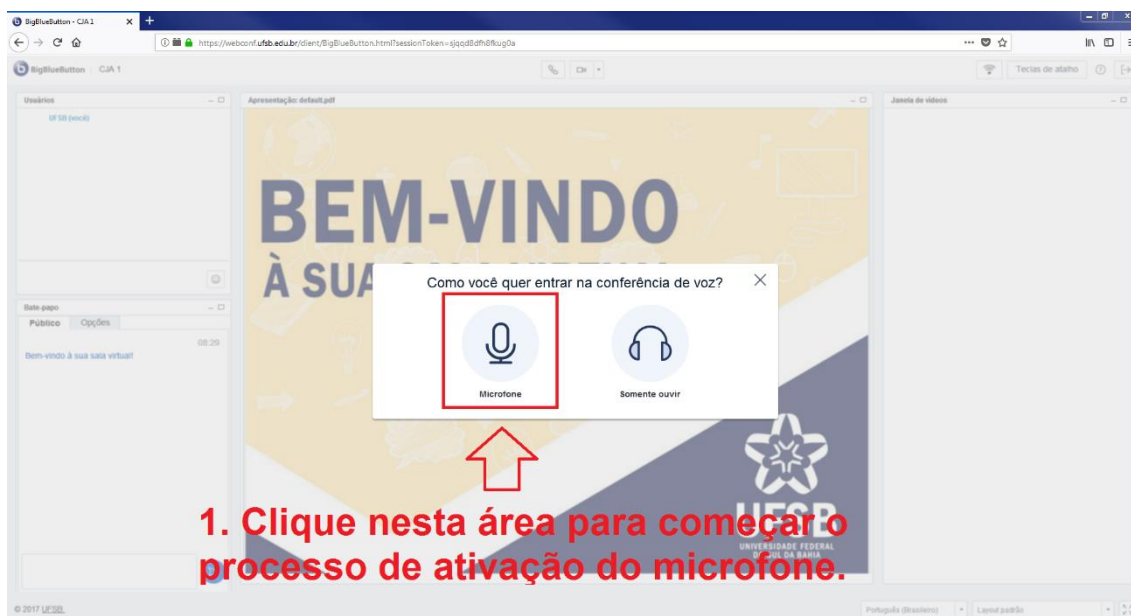 BigBlueButton - CJA 1
https://webconf.ufsb.edu.br/client/BigBlueButton.html?sessionToken=sjqqd8dfh8fkug0a
BigBlueButton CJA 1
Teclas de atalho
Usuários
Apresentação: default.pdf
Janela de vídeos
UFSB (você)
BEM-VINDO
À SUA
Como você quer entrar na conferência de voz?
Microfone
Somente ouvir
Bate-papo
Público
Opções
08:29
Bem-vindo à sua sala virtual!
1. Clique nesta área para começar o
processo de ativação do microfone.
UFSB
UNIVERSIDADE FEDERAL
DO SUL DA BAHIA
© 2017 UFSB.
Português (Brasileiro)
Layout padrão